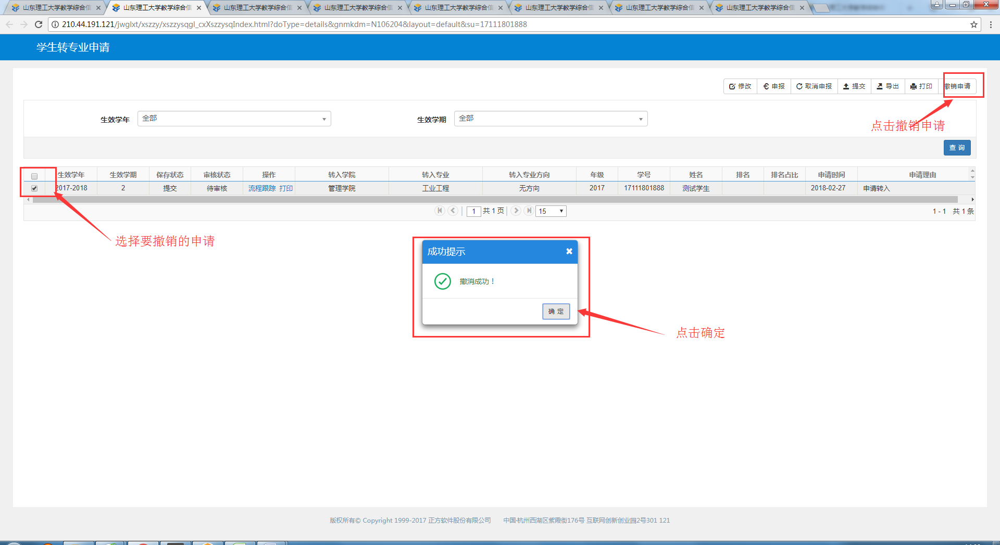 山东理工大学教学综合信 山东理工大学教学综合信 山东理工大学教学综合信 山东理工大学教学综合信 山东理工大学教学综合信 山东理工大学教学综合信 山东理工大学教学综合信 山东理工大学教学综合信
210.44.191.121/jwglxt/xszzy/xszzysqgl_cxXszzysqIndex.html?doType=details&gnmkdm=N106204&layout=default&su=17111801888
学生转专业申请
修改 申报 取消申报 提交 导出 打印 撤销申请
生效学年 全部 生效学期 全部
点击撤销申请
查 询
生效学年 生效学期 保存状态 审核状态 操作 转入学院 转入专业 转入专业方向 年级 学号 姓名 排名 排名占比 申请时间 申请理由
2017-2018 2 提交 待审核 流程跟踪 打印 管理学院 工业工程 无方向 2017 17111801888 测试学生 2018-02-27 申请转入
1 共 1 页 15 1 - 1 共 1 条
选择要撤销的申请
成功提示
撤消成功！
确 定
点击确定
版权所有© Copyright 1999-2017 正方软件股份有限公司 中国·杭州西湖区紫霞街176号 互联网创新创业园2号301 121